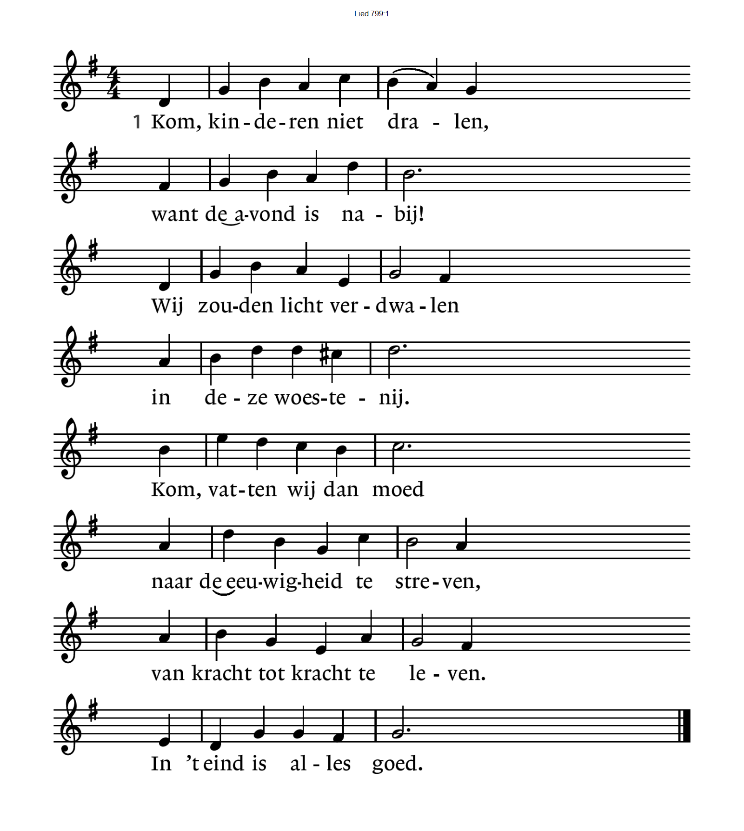 Lied 799:1
1 Kom, kin-de-ren niet dra-len,
want de a-vond is na-bij!
Wij zou-den licht ver-dwa-len
in de-ze woes-te-nij.
Kom, vat-ten wij dan moed
naar de eeu-wig-heid te stre-ven,
van kracht tot kracht te le-ven.
In ’t eind is al-les goed.